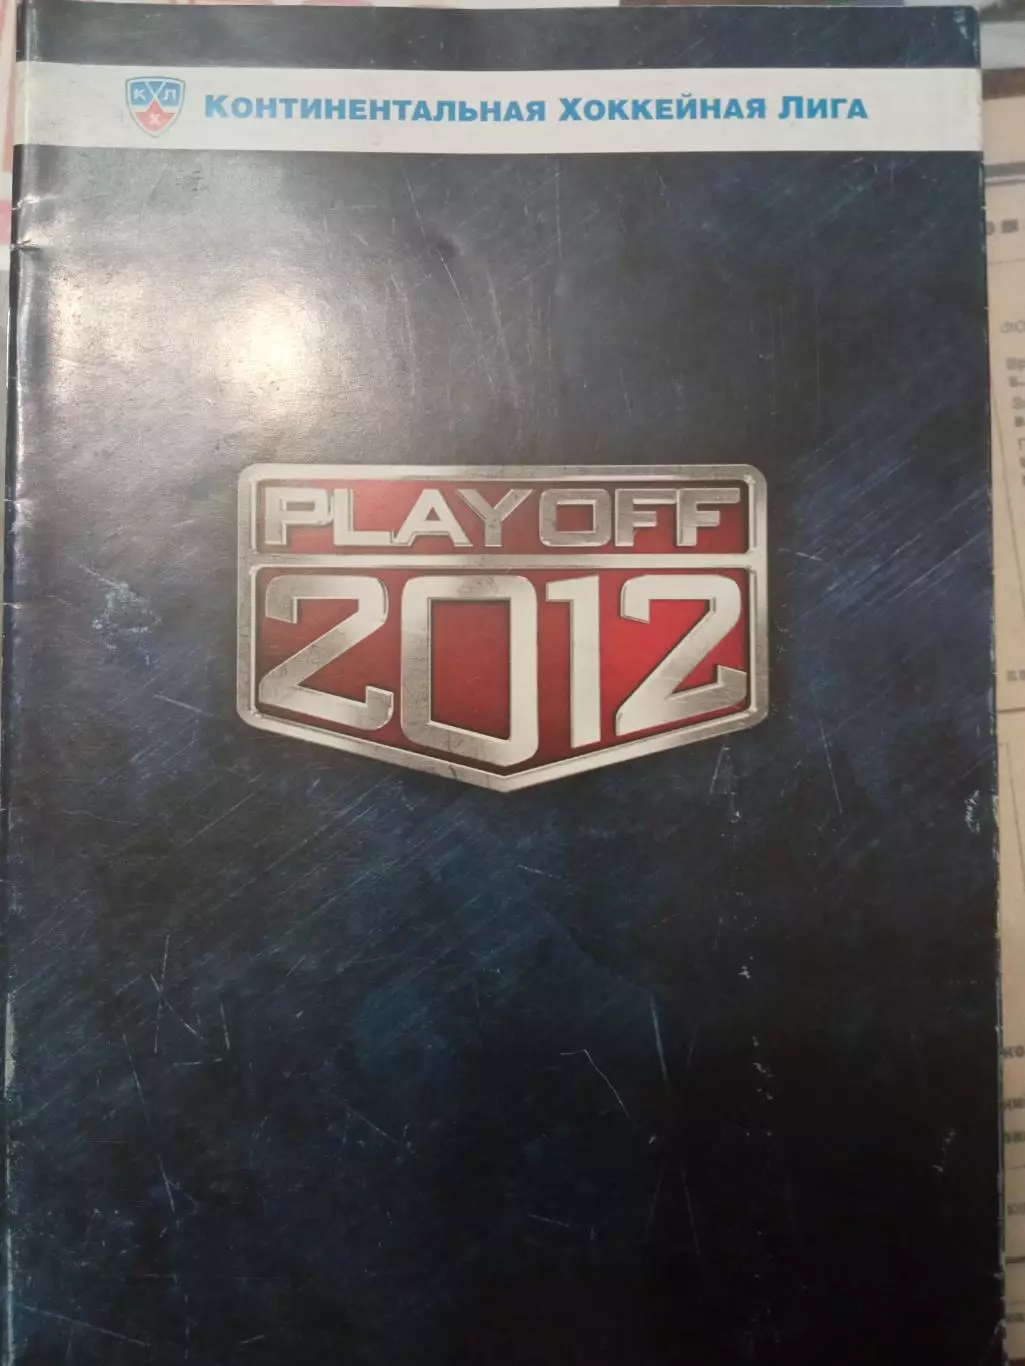 КХЛ
Континентальная Хоккейная Лига
PLAYOFF
2012